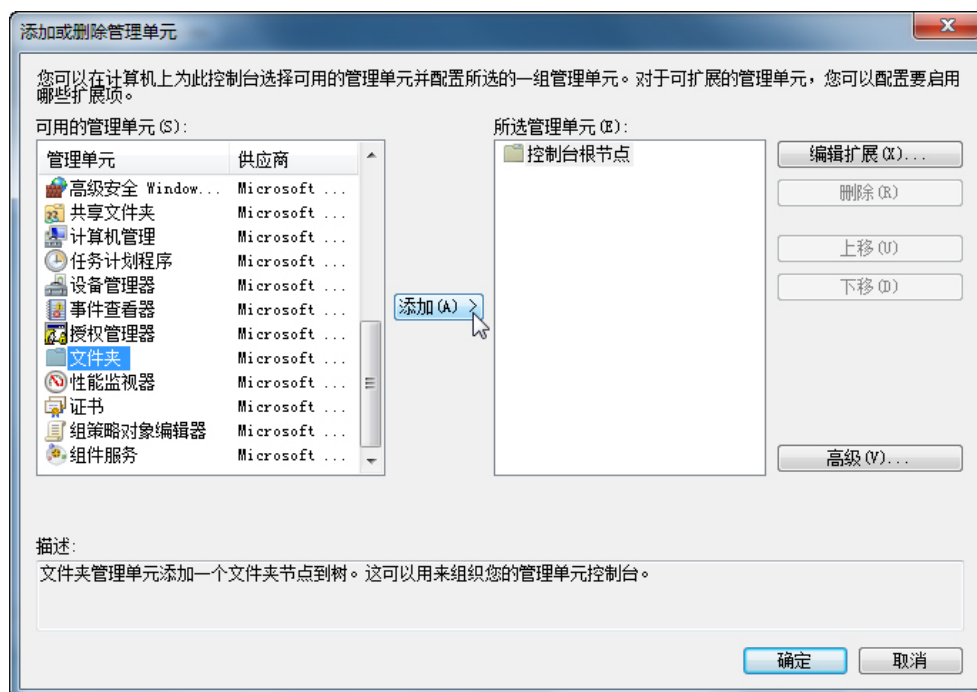 添加或删除管理单元
您可以在计算机上为此控制台选择可用的管理单元并配置所选的一组管理单元。对于可扩展的管理单元，您可以配置要启用
哪些扩展项。
可用的管理单元(S):
所选管理单元(E):
管理单元 供应商
高级安全 Window... Microsoft ...
共享文件夹 Microsoft ...
计算机管理 Microsoft ...
任务计划程序 Microsoft ...
设备管理器 Microsoft ...
事件查看器 Microsoft ...
授权管理器 Microsoft ...
文件夹 Microsoft ...
性能监视器 Microsoft ...
证书 Microsoft ...
组策略对象编辑器 Microsoft ...
组件服务 Microsoft ...
添加(A) >
控制台根节点
编辑扩展(X)...
删除(R)
上移(U)
下移(D)
高级(V)...
描述:
文件夹管理单元添加一个文件夹节点到树。这可以用来组织您的管理单元控制台。
确定
取消